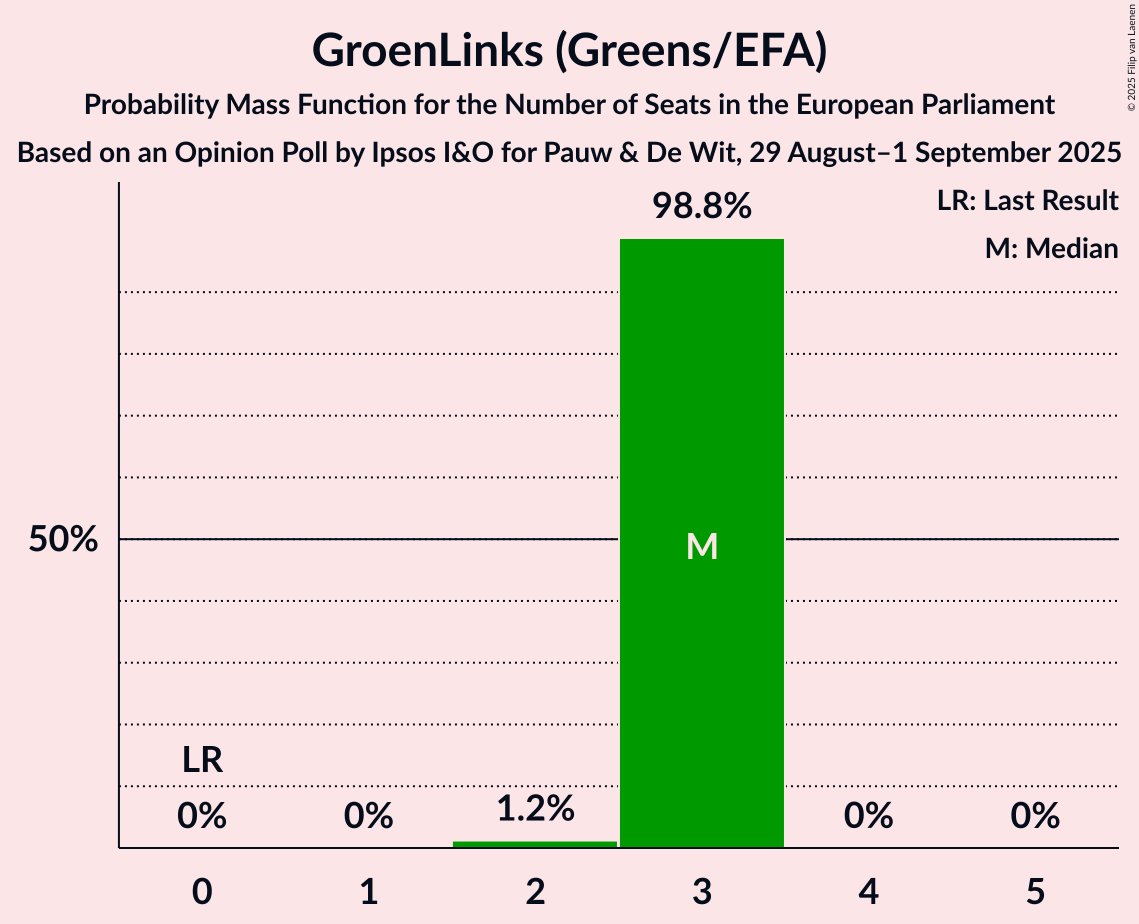 GroenLinks (Greens/EFA)
Probability Mass Function for the Number of Seats in the European Parliament
Based on an Opinion Poll by Ipsos I&O for Pauw & De Wit, 29 August–1 September 2025
© 2025 Filip van Laenen
LR: Last Result
M: Median
98.8%
50%
M
LR
0%
0%
1.2%
0%
0%
0
1
2
3
4
5